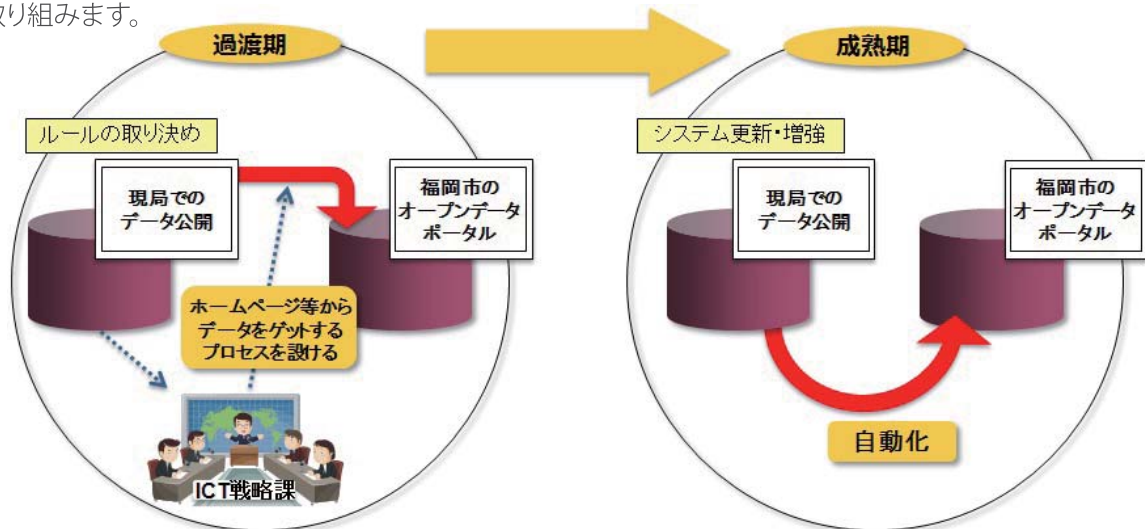 取り組みます。
過渡期
ルールの取り決め
現局での
データ公開
福岡市の
オープンデータ
ポータル
ホームページ等から
データをゲットする
プロセスを設ける
ICT戦略課
成熟期
システム更新・増強
現局での
データ公開
福岡市の
オープンデータ
ポータル
自動化